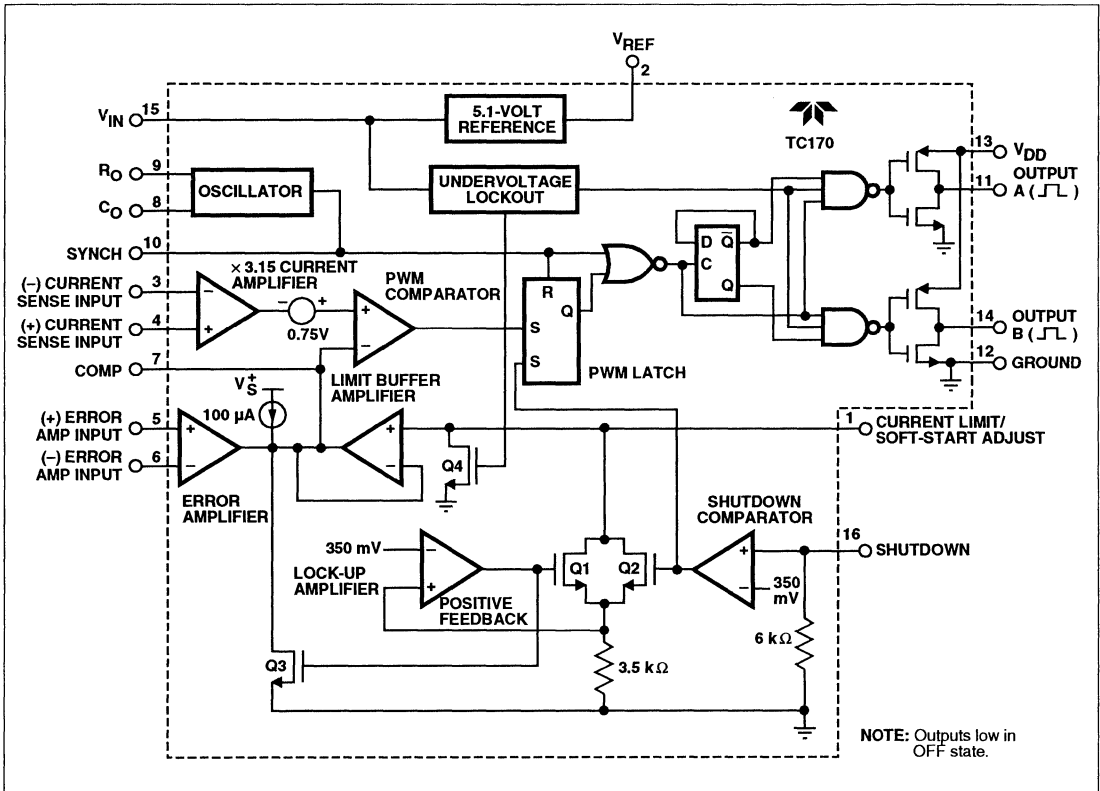 VREF
2
VIN 15
5.1-VOLT
REFERENCE
TC170
13 VDD
RO 9
OSCILLATOR
UNDERVOLTAGE
LOCKOUT
OUTPUT
11 A ( )
CO 8
SYNCH 10
D Q̅
C
Q
(–) CURRENT 3
SENSE INPUT
× 3.15 CURRENT
AMPLIFIER
–
+
– +
0.75V
PWM
COMPARATOR
+
–
R
Q
S
S
PWM LATCH
(+) CURRENT 4
SENSE INPUT
14 OUTPUT
B ( )
12
GROUND
COMP 7
LIMIT BUFFER
AMPLIFIER
VS+
100 µA
(+) ERROR 5
AMP INPUT
+
–
+
–
Q4
1 CURRENT LIMIT/
SOFT-START ADJUST
(–) ERROR 6
AMP INPUT
ERROR
AMPLIFIER
SHUTDOWN
COMPARATOR
16
SHUTDOWN
350 mV
–
+
LOCK-UP
AMPLIFIER
POSITIVE
FEEDBACK
Q1 Q2
+
–
350
mV
6 kΩ
Q3
3.5 kΩ
NOTE: Outputs low in
OFF state.